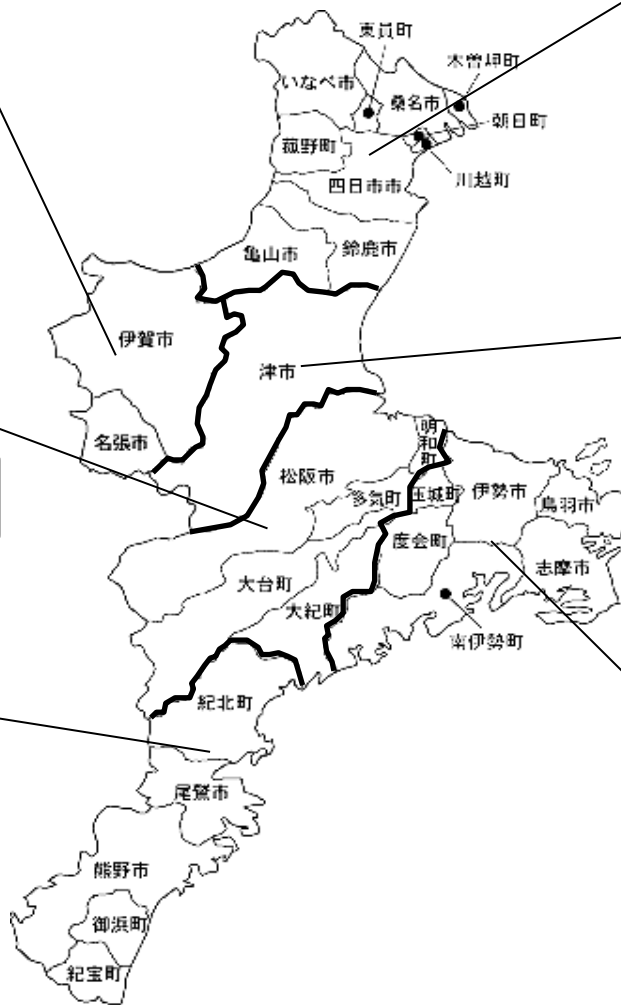 東員町
木曽岬町
いなべ市
桑名市
朝日町
菰野町
川越町
四日市市
亀山市
鈴鹿市
伊賀市
津市
名張市
明和町
松阪市
多気町
玉城町
伊勢市
鳥羽市
度会町
志摩市
大台町
大紀町
南伊勢町
紀北町
尾鷲市
熊野市
御浜町
紀宝町